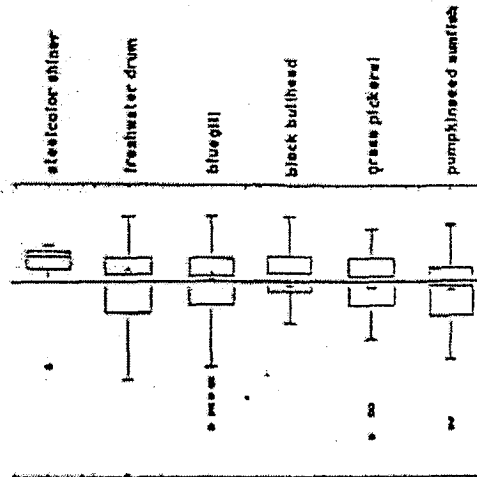 steelcolor shiner
freshwater drum
bluegill
black bullhead
grass pickerel
pumpkinseed sunfish